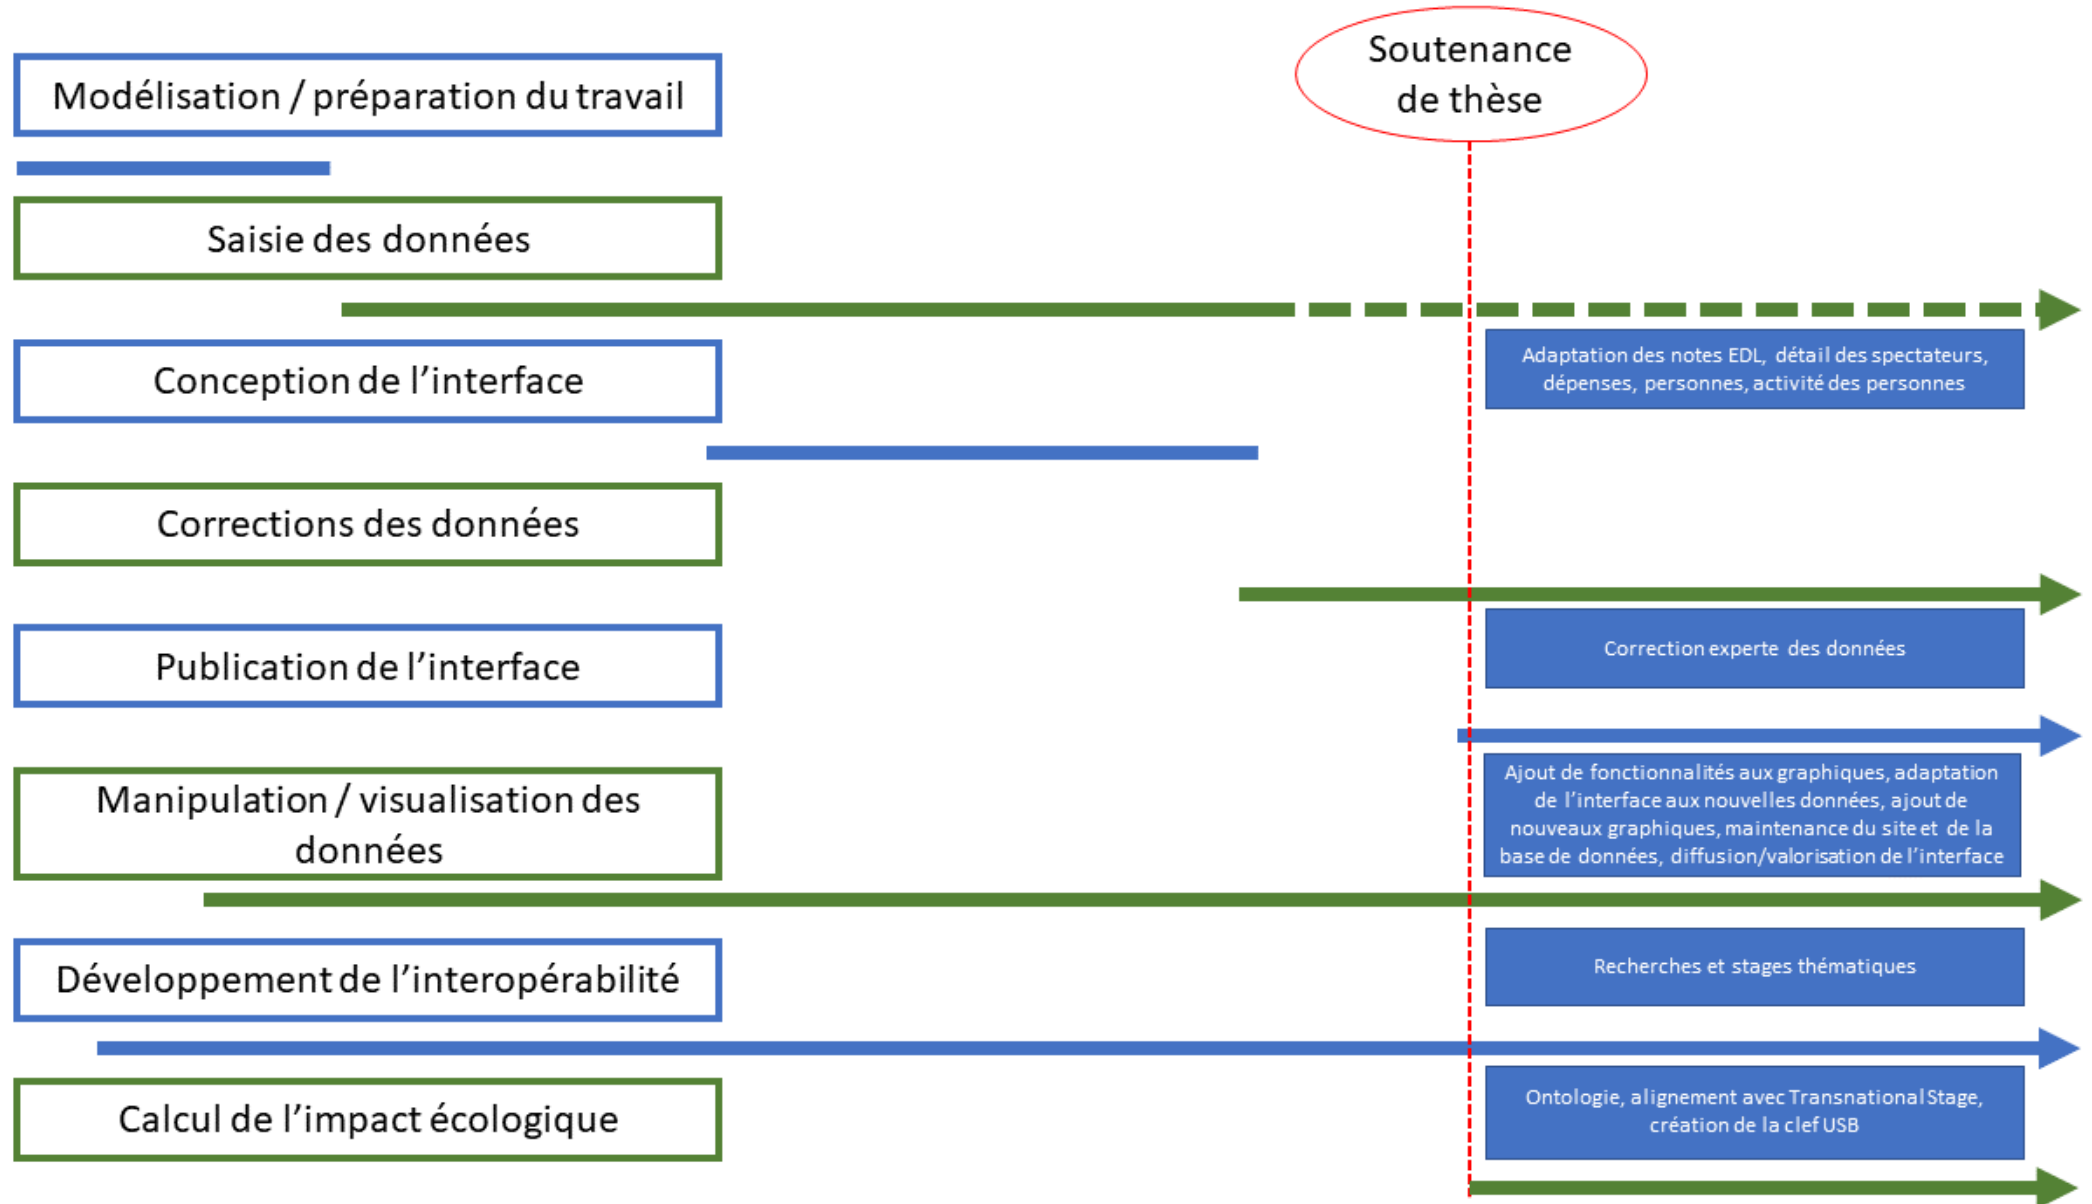 Soutenance
de thèse
Modélisation / préparation du travail
Saisie des données
Conception de l’interface
Adaptation des notes EDL, détail des spectateurs,
dépenses, personnes, activité des personnes
Corrections des données
Publication de l’interface
Correction experte des données
Manipulation / visualisation des
données
Ajout de fonctionnalités aux graphiques, adaptation
de l’interface aux nouvelles données, ajout de
nouveaux graphiques, maintenance du site et de la
base de données, diffusion/valorisation de l’interface
Développement de l’interopérabilité
Recherches et stages thématiques
Calcul de l’impact écologique
Ontologie, alignement avec Transnational Stage,
création de la clef USB